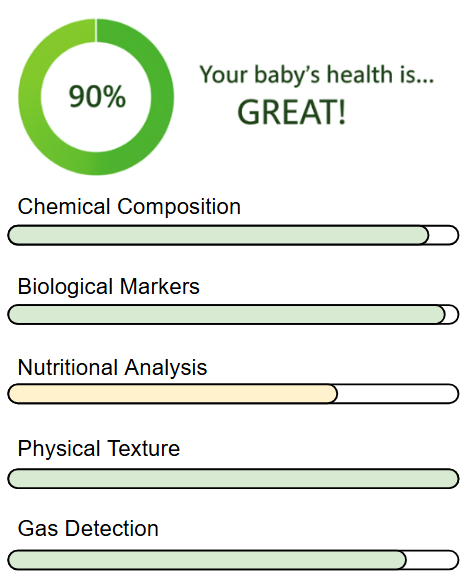 90%
Your baby’s health is...
GREAT!
Chemical Composition
Biological Markers
Nutritional Analysis
Physical Texture
Gas Detection